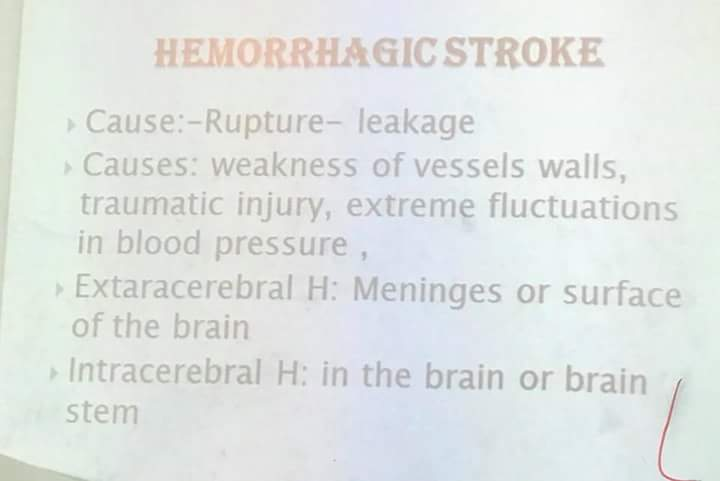 HEMORRHAGIC STROKE
Cause:-Rupture- leakage
Causes: weakness of vessels walls,
traumatic injury, extreme fluctuations
in blood pressure ,
Extaracerebral H: Meninges or surface
of the brain
Intracerebral H: in the brain or brain
stem